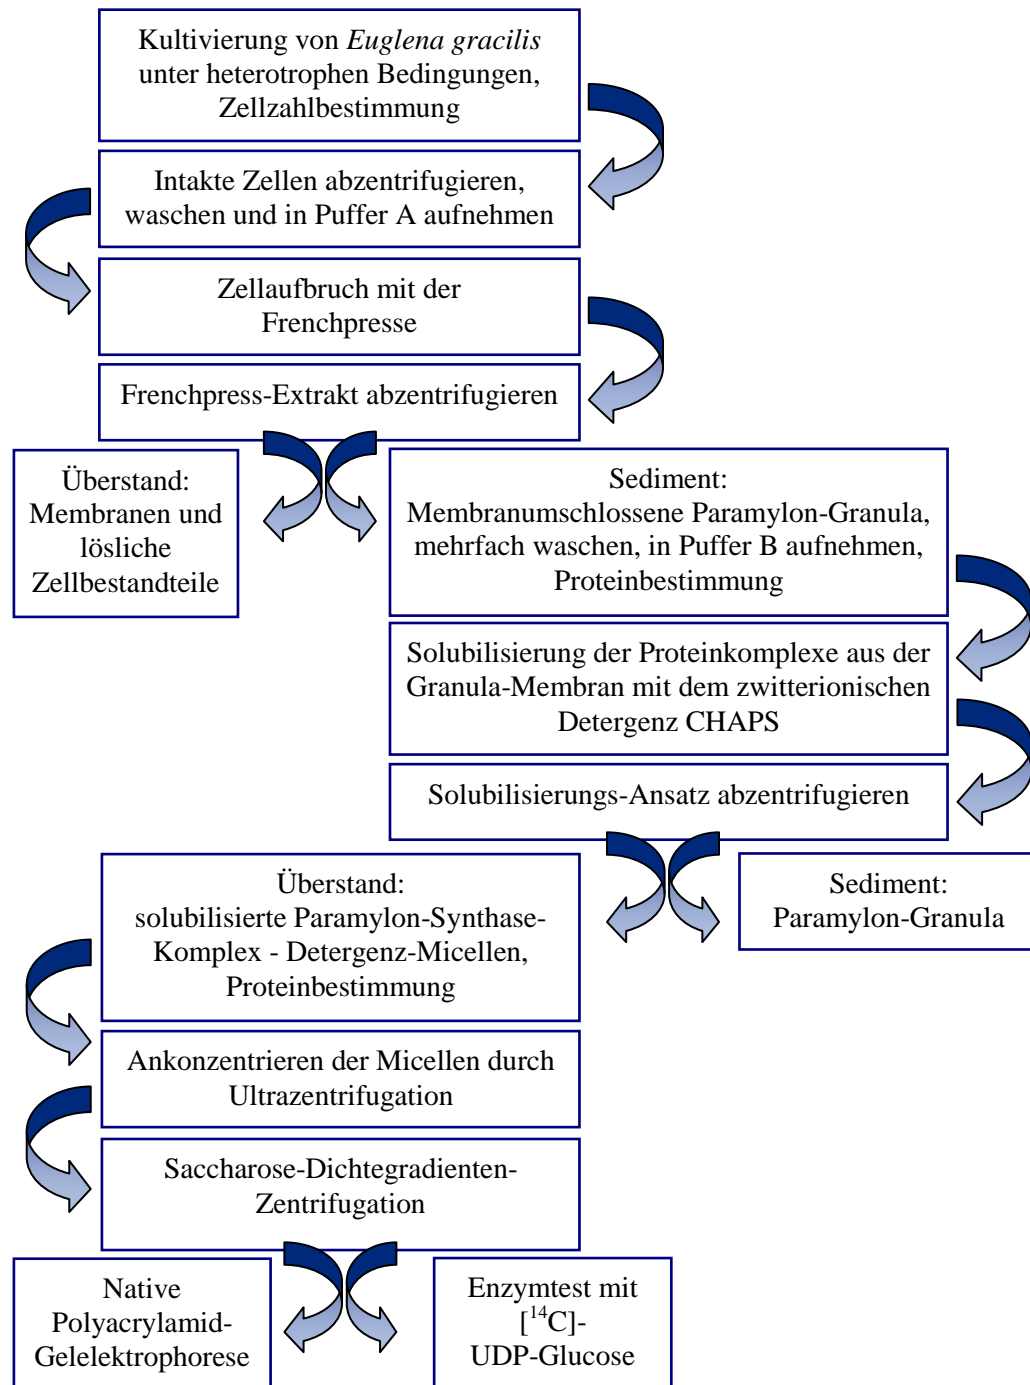 Kultivierung von Euglena gracilis
unter heterotrophen Bedingungen,
Zellzahlbestimmung
Intakte Zellen abzentrifugieren,
waschen und in Puffer A aufnehmen
Zellaufbruch mit der
Frenchpresse
Frenchpress-Extrakt abzentrifugieren
Überstand:
Membranen und
lösliche
Zellbestandteile
Sediment:
Membranumschlossene Paramylon-Granula,
mehrfach waschen, in Puffer B aufnehmen,
Proteinbestimmung
Solubilisierung der Proteinkomplexe aus der
Granula-Membran mit dem zwitterionischen
Detergenz CHAPS
Solubilisierungs-Ansatz abzentrifugieren
Überstand:
solubilisierte Paramylon-Synthase-
Komplex - Detergenz-Micellen,
Proteinbestimmung
Sediment:
Paramylon-Granula
Ankonzentrieren der Micellen durch
Ultrazentrifugation
Saccharose-Dichtegradienten-
Zentrifugation
Native
Polyacrylamid-
Gelelektrophorese
Enzymtest mit
[¹⁴C]-
UDP-Glucose